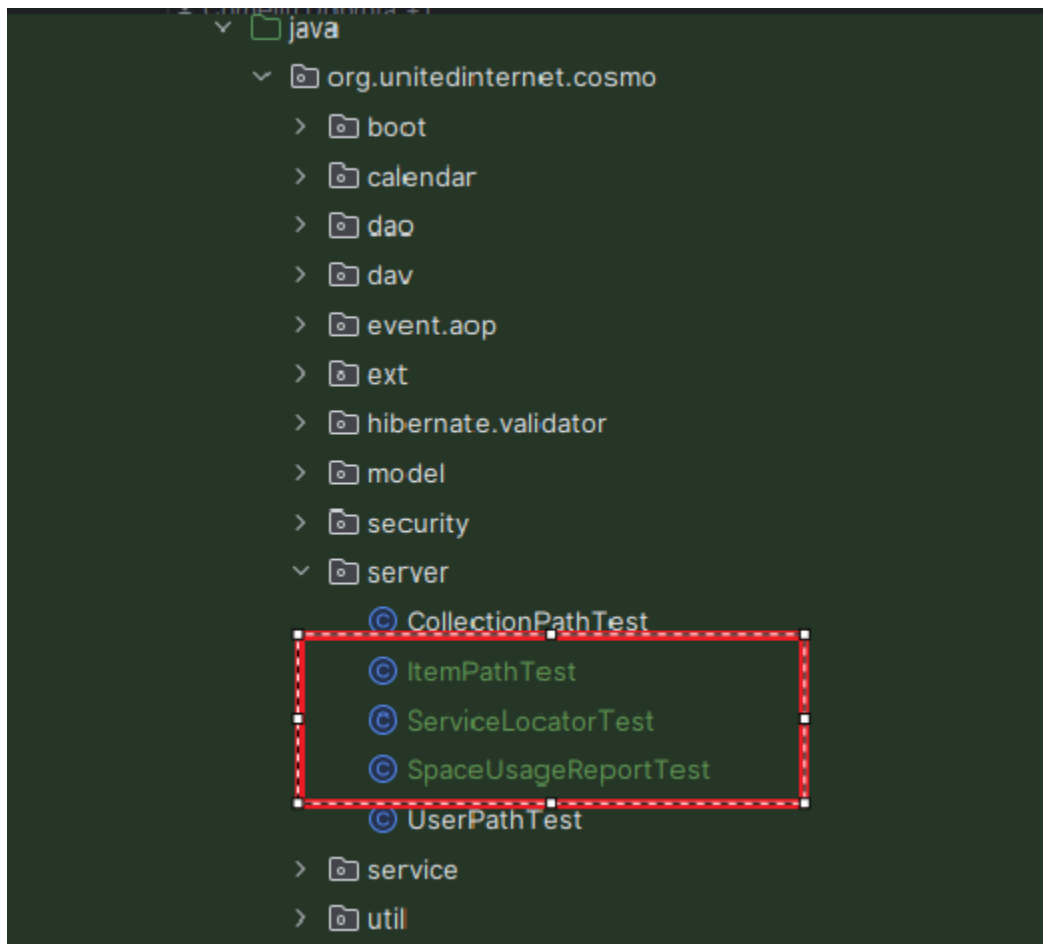 java
org.unitedinternet.cosmo
boot
calendar
dao
dav
event.aop
ext
hibernate.validator
model
security
server
CollectionPathTest
ItemPathTest
ServiceLocatorTest
SpaceUsageReportTest
UserPathTest
service
util